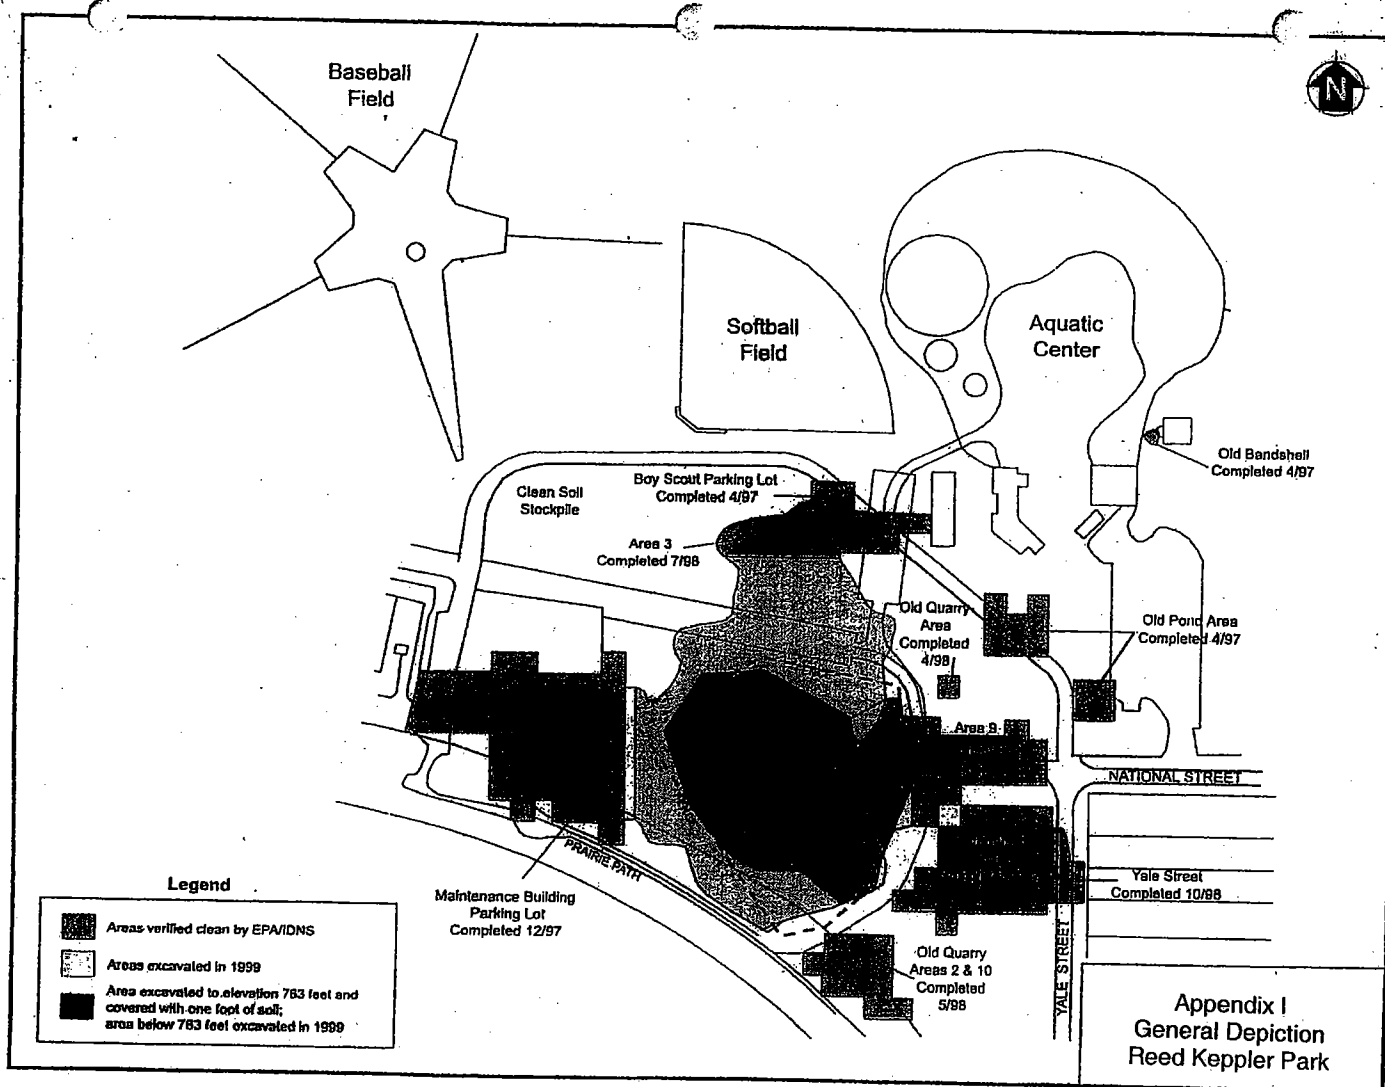 Baseball
Field
N
Softball
Field
Aquatic
Center
Old Bandshell
Completed 4/97
Boy Scout Parking Lot
Completed 4/97
Clean Soil
Stockpile
Area 3
Completed 7/98
Old Quarry
Area
Completed
4/98
Old Pond Area
Completed 4/97
Area 9
NATIONAL STREET
PRAIRIE PATH
Yale Street
Completed 10/98
Maintenance Building
Parking Lot
Completed 12/97
Old Quarry
Areas 2 & 10
Completed
5/98
YALE STREET
Legend
Areas verified clean by EPA/IDNS
Areas excavated in 1999
Area excavated to elevation 763 feet and
covered with one foot of soil;
area below 763 feet excavated in 1999
Appendix I
General Depiction
Reed Keppler Park